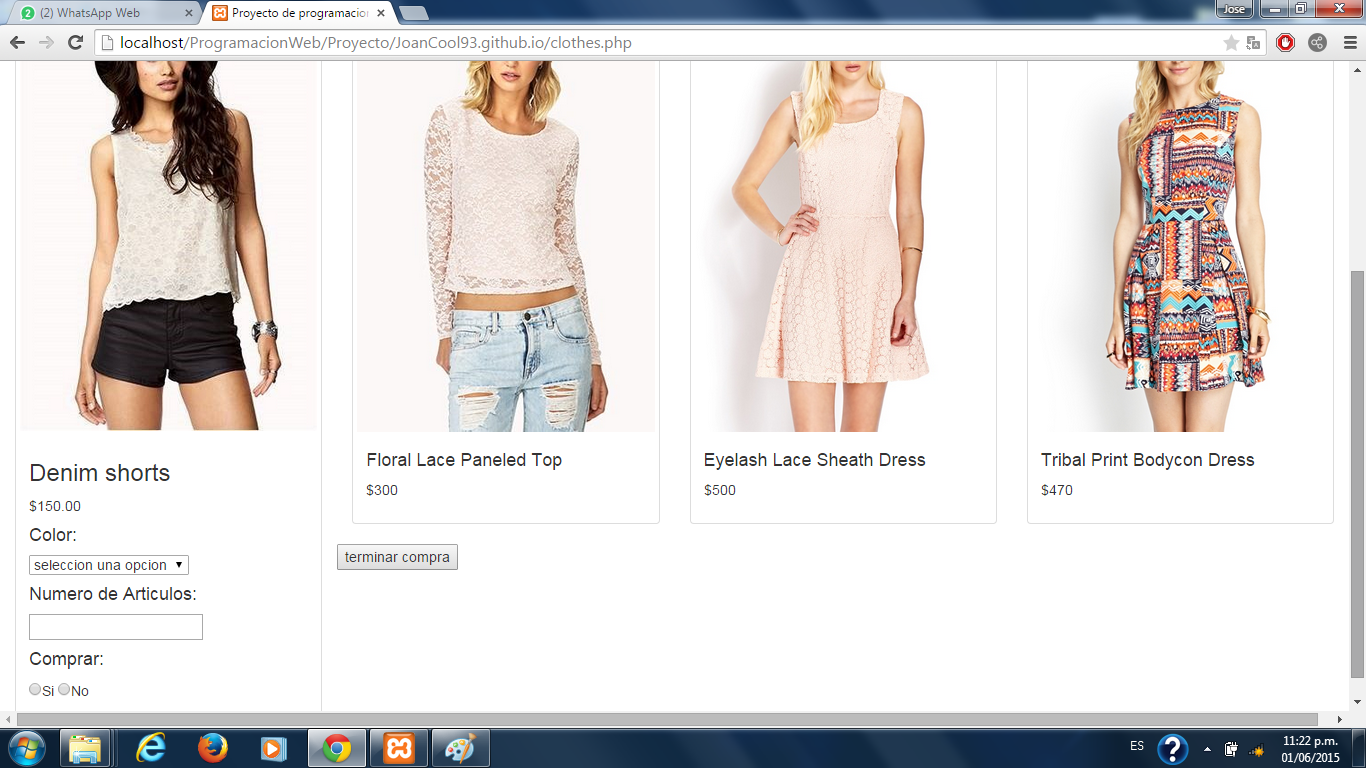 (2) WhatsApp Web
Proyecto de programacion
Jose
localhost/ProgramacionWeb/Proyecto/JoanCool93.github.io/clothes.php
Denim shorts
$150.00
Color:
seleccion una opcion
Numero de Articulos:
Comprar:
Si No
Floral Lace Paneled Top
$300
Eyelash Lace Sheath Dress
$500
Tribal Print Bodycon Dress
$470
terminar compra
ES
11:22 p.m.
01/06/2015